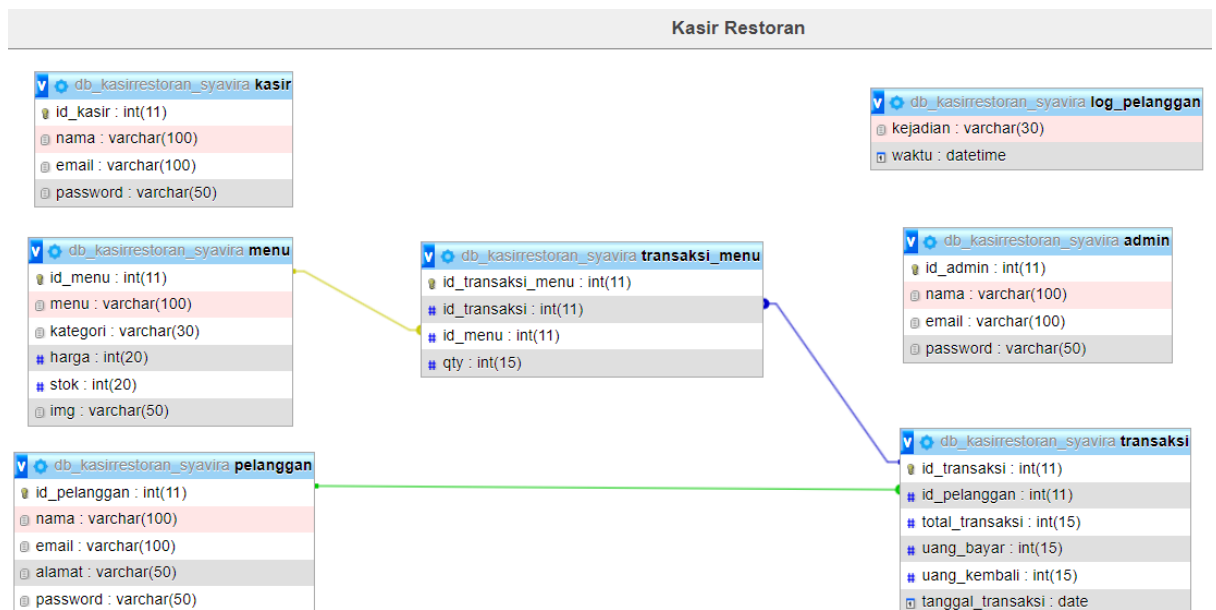 Kasir Restoran
db_kasirrestoran_syavira kasir
id_kasir : int(11)
nama : varchar(100)
email : varchar(100)
password : varchar(50)
db_kasirrestoran_syavira log_pelanggan
kejadian : varchar(30)
waktu : datetime
db_kasirrestoran_syavira menu
id_menu : int(11)
menu : varchar(100)
kategori : varchar(30)
harga : int(20)
stok : int(20)
img : varchar(50)
db_kasirrestoran_syavira transaksi_menu
id_transaksi_menu : int(11)
id_transaksi : int(11)
id_menu : int(11)
qty : int(15)
db_kasirrestoran_syavira admin
id_admin : int(11)
nama : varchar(100)
email : varchar(100)
password : varchar(50)
db_kasirrestoran_syavira pelanggan
id_pelanggan : int(11)
nama : varchar(100)
email : varchar(100)
alamat : varchar(50)
password : varchar(50)
db_kasirrestoran_syavira transaksi
id_transaksi : int(11)
id_pelanggan : int(11)
total_transaksi : int(15)
uang_bayar : int(15)
uang_kembali : int(15)
tanggal_transaksi : date